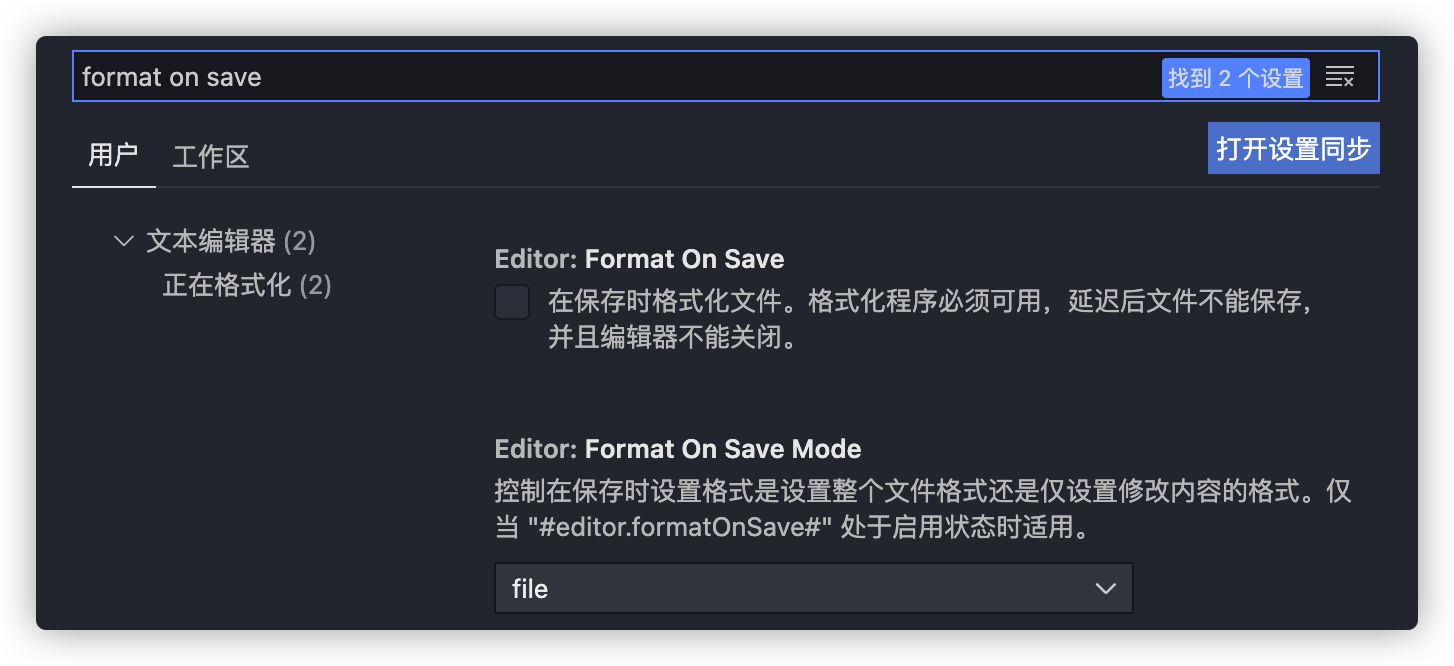 format on save
找到 2 个设置
用户
工作区
打开设置同步
文本编辑器 (2)
正在格式化 (2)
Editor: Format On Save
在保存时格式化文件。格式化程序必须可用，延迟后文件不能保存，
并且编辑器不能关闭。
Editor: Format On Save Mode
控制在保存时设置格式是设置整个文件格式还是仅设置修改内容的格式。仅
当 "#editor.formatOnSave#" 处于启用状态时适用。
file